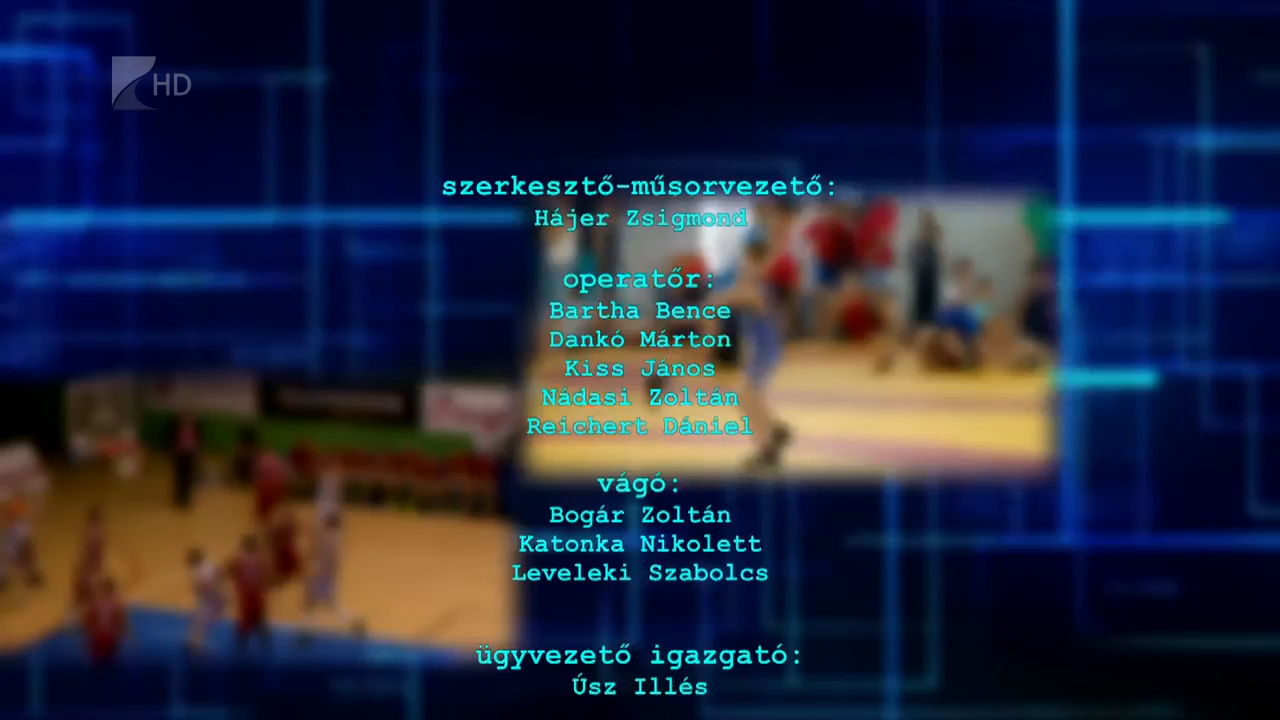 HD
szerkesztő-műsorvezető:
Hájer Zsigmond
operatőr:
Bartha Bence
Dankó Márton
Kiss János
Nádasi Zoltán
Reichert Dániel
vágó:
Bogár Zoltán
Katonka Nikolett
Leveleki Szabolcs
ügyvezető igazgató:
Úsz Illés